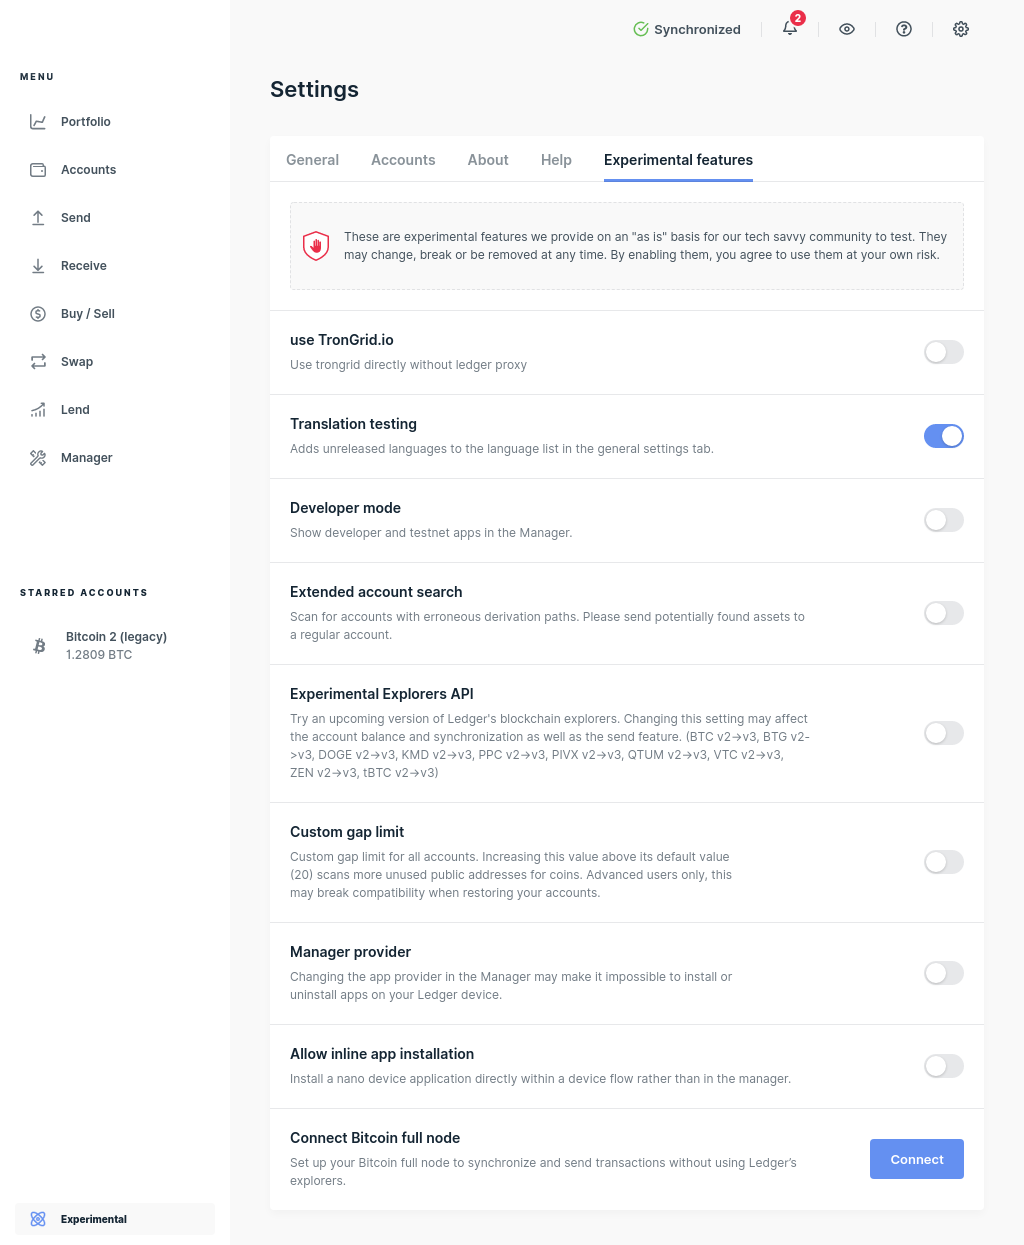 Synchronized
2
MENU
Portfolio
Accounts
Send
Receive
Buy / Sell
Swap
Lend
Manager
STARRED ACCOUNTS
Bitcoin 2 (legacy)
1.2809 BTC
Experimental
Settings
General
Accounts
About
Help
Experimental features
These are experimental features we provide on an "as is" basis for our tech savvy community to test. They
may change, break or be removed at any time. By enabling them, you agree to use them at your own risk.
use TronGrid.io
Use trongrid directly without ledger proxy
Translation testing
Adds unreleased languages to the language list in the general settings tab.
Developer mode
Show developer and testnet apps in the Manager.
Extended account search
Scan for accounts with erroneous derivation paths. Please send potentially found assets to
a regular account.
Experimental Explorers API
Try an upcoming version of Ledger's blockchain explorers. Changing this setting may affect
the account balance and synchronization as well as the send feature. (BTC v2->v3, BTG v2-
>v3, DOGE v2->v3, KMD v2->v3, PPC v2->v3, PIVX v2->v3, QTUM v2->v3, VTC v2->v3,
ZEN v2->v3, tBTC v2->v3)
Custom gap limit
Custom gap limit for all accounts. Increasing this value above its default value
(20) scans more unused public addresses for coins. Advanced users only, this
may break compatibility when restoring your accounts.
Manager provider
Changing the app provider in the Manager may make it impossible to install or
uninstall apps on your Ledger device.
Allow inline app installation
Install a nano device application directly within a device flow rather than in the manager.
Connect Bitcoin full node
Set up your Bitcoin full node to synchronize and send transactions without using Ledger’s
explorers.
Connect